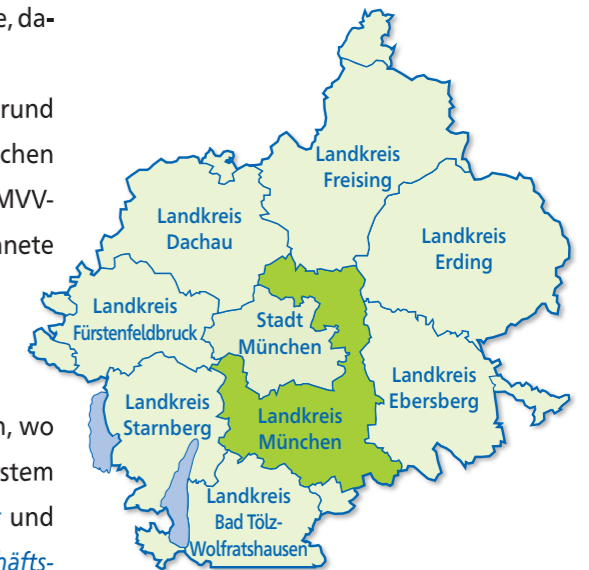 e, da-
rund
chen
MVV-
nete
n, wo
stem
und
häfts-
Landkreis
Freising
Landkreis
Dachau
Landkreis
Erding
Landkreis
Fürstenfeldbruck
Stadt
München
Landkreis
Ebersberg
Landkreis
Starnberg
Landkreis
München
Landkreis
Bad Tölz-
Wolfratshausen